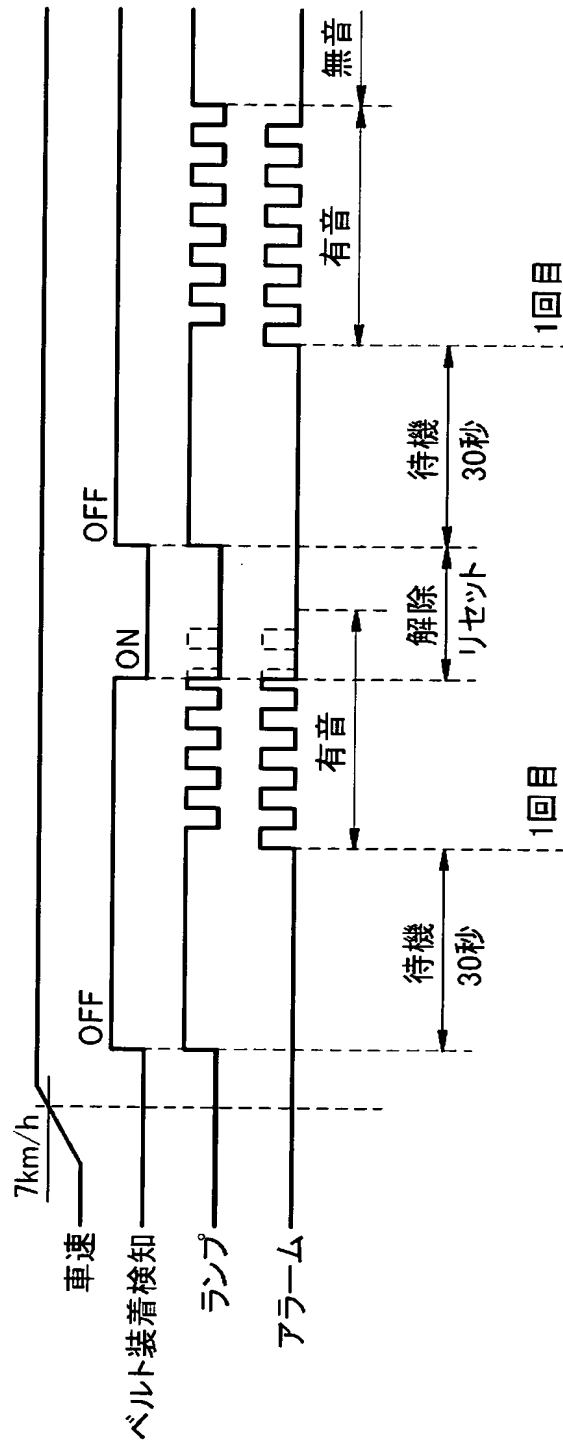 7km/h
車速
OFF
ON
OFF
ベルト装着検知
ランプ
アラーム
有音
有音
無音
待機
30秒
解除
リセット
待機
30秒
1回目
1回目